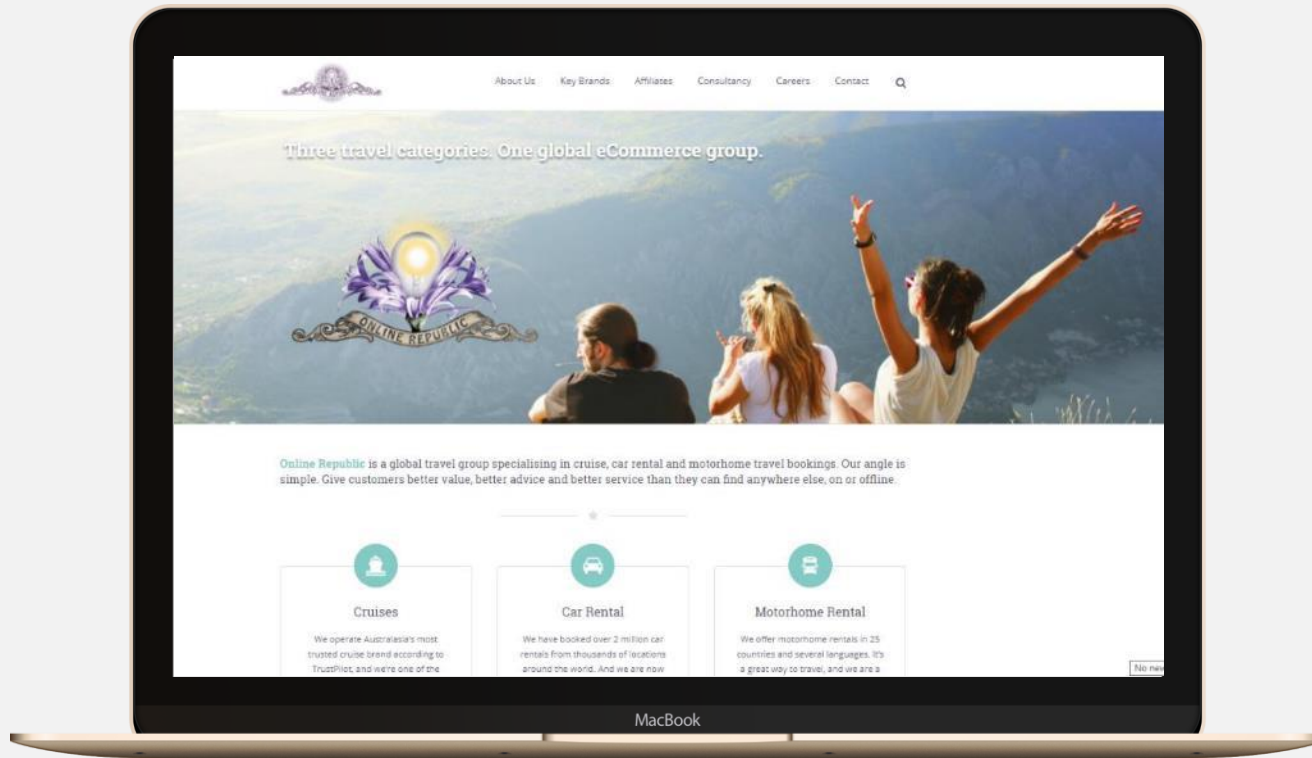 About Us Key Brands Affiliates Consultancy Careers Contact
Three travel categories. One global eCommerce group.
ONLINE REPUBLIC
Online Republic is a global travel group specialising in cruise, car rental and motorhome travel bookings. Our angle is
simple. Give customers better value, better advice and better service than they can find anywhere else, on or offline.
Cruises Car Rental Motorhome Rental
We operate Australasia's most We have booked over 2 million car We offer motorhome rentals in 25
trusted cruise brand according to rentals from thousands of locations countries and several languages. It's
TrustPilot, and we're one of the around the world. And we are now a great way to travel, and we are a
No new
MacBook